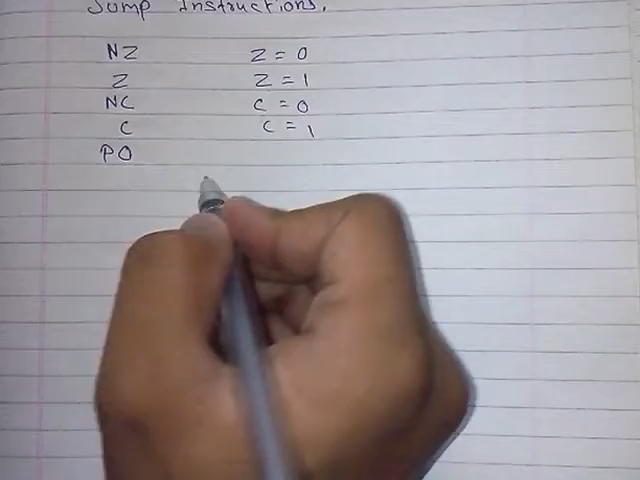 Jump Instructions.
NZ Z = 0
Z Z = 1
NC C = 0
C C = 1
PO